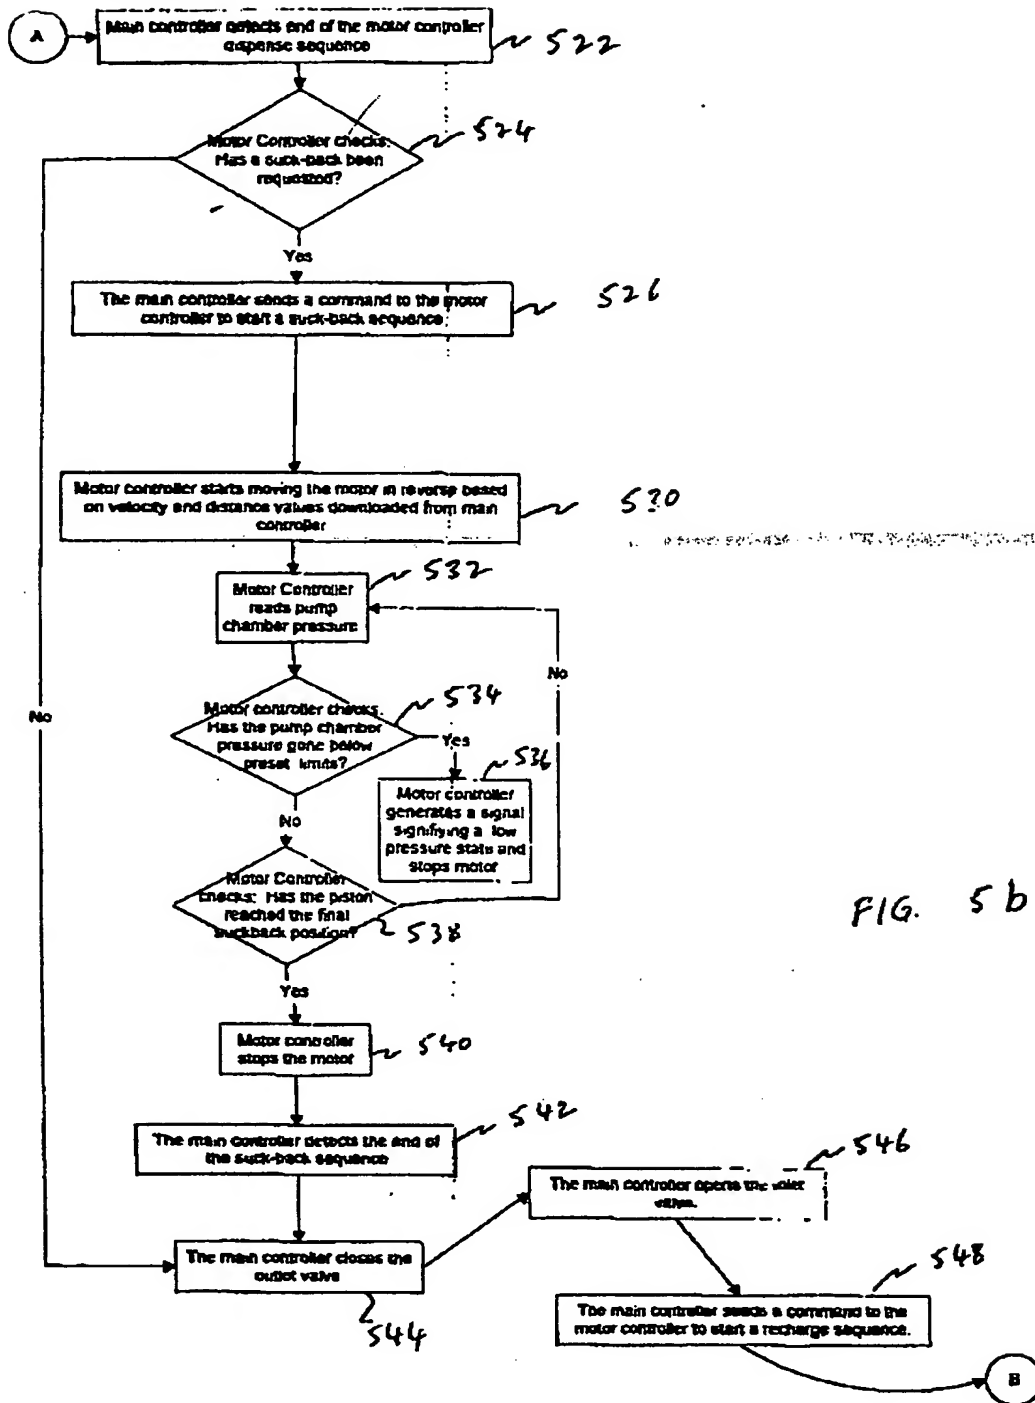 A
Main controller detects end of the motor controller
dispense sequence
522
Motor Controller checks:
Has a suck-back been
requested?
524
Yes
The main controller sends a command to the motor
controller to start a suck-back sequence
526
Motor controller starts moving the motor in reverse based
on velocity and distance values downloaded from main
controller
530
Motor Controller
reads pump
chamber pressure
532
No
No
Motor controller checks:
Has the pump chamber
pressure gone below
preset limits?
534
Yes
536
Motor controller
generates a signal
signifiying a low
pressure state and
stops motor
No
Motor Controller
checks: Has the piston
reached the final
suckback position?
538
FIG. 5b
Yes
Motor controller
stops the motor
540
The main controller detects the end of
the suck-back sequence
542
The main controller opens the inlet
valve.
546
The main controller closes the
outlet valve
544
The main controller sends a command to the
motor controller to start a recharge sequence.
548
B